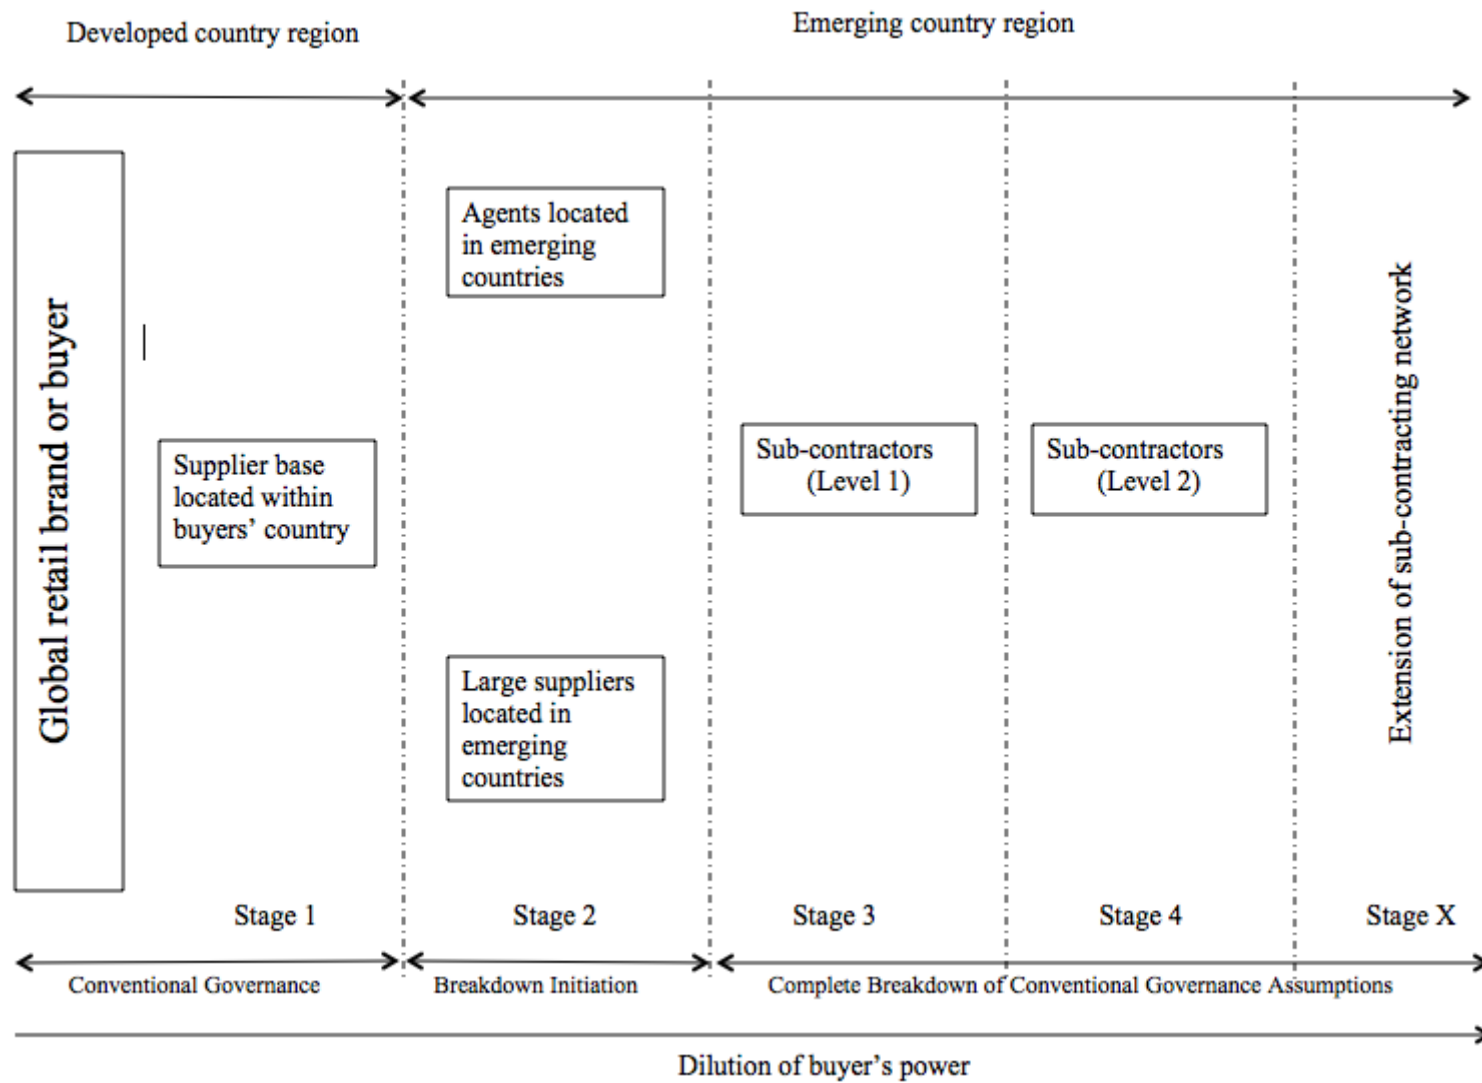 Developed country region
Emerging country region
Global retail brand or buyer
Supplier base
located within
buyers’ country
Agents located
in emerging
countries
Large suppliers
located in
emerging
countries
Sub-contractors
(Level 1)
Sub-contractors
(Level 2)
Extension of sub-contracting network
Stage 1
Stage 2
Stage 3
Stage 4
Stage X
Conventional Governance
Breakdown Initiation
Complete Breakdown of Conventional Governance Assumptions
Dilution of buyer’s power